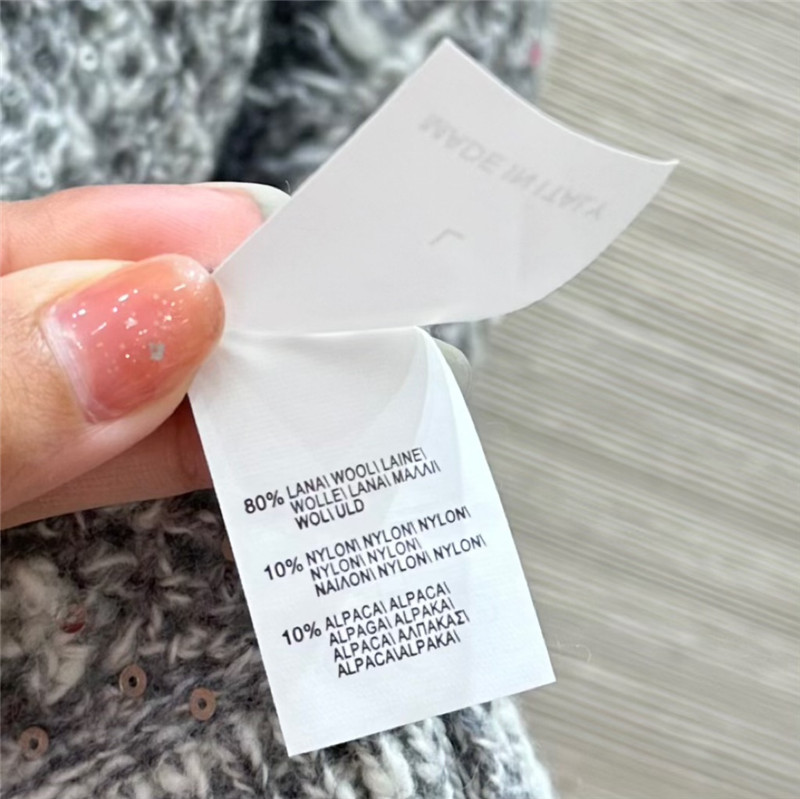 MADE IN ITALY
L
80% LANA\ WOOL\ LAINE\
WOLLE\ LANA\ ΜΑΛΛΙ\
WOL\ ULD
10% NYLON\ NYLON\ NYLON\
NYLON\ NYLON\
ΝΑΙΛΟΝ\ NYLON\ NYLON\
10% ALPACA\ ALPACA\
ALPAGA\ ALPAKA\
ALPACA\ ΑΛΠΑΚΑΣ\
ALPACA\ALPAKA\